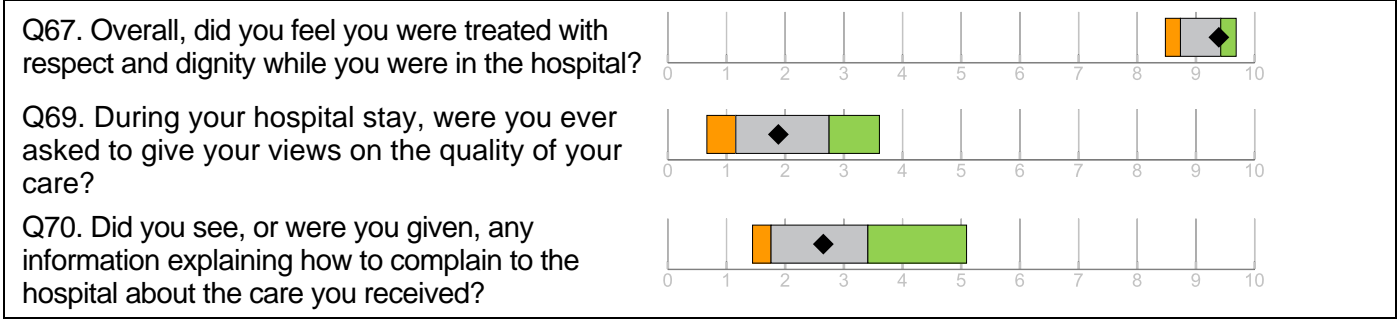 Q67. Overall, did you feel you were treated with
respect and dignity while you were in the hospital?
0 1 2 3 4 5 6 7 8 9 10
Q69. During your hospital stay, were you ever
asked to give your views on the quality of your
care?
0 1 2 3 4 5 6 7 8 9 10
Q70. Did you see, or were you given, any
information explaining how to complain to the
hospital about the care you received?
0 1 2 3 4 5 6 7 8 9 10